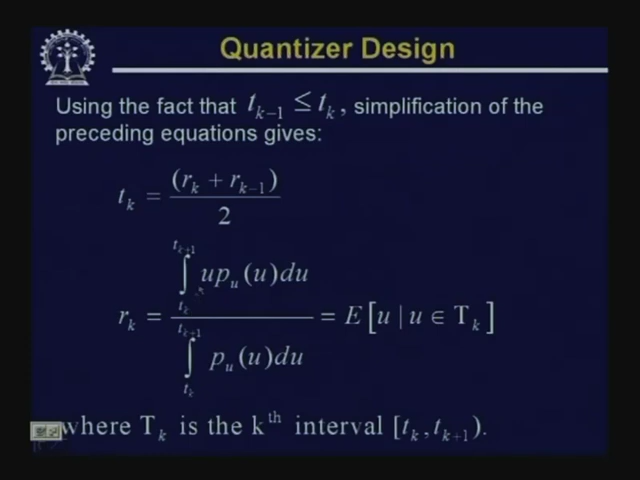 Quantizer Design
Using the fact that t_{k-1} ≤ t_k, simplification of the
preceding equations gives:
t_k = (r_k + r_{k-1}) / 2
r_k = ∫_{t_k}^{t_{k+1}} u p_u(u) du / ∫_{t_k}^{t_{k+1}} p_u(u) du = E[u | u ∈ T_k]
where T_k is the k^th interval [t_k, t_{k+1}).